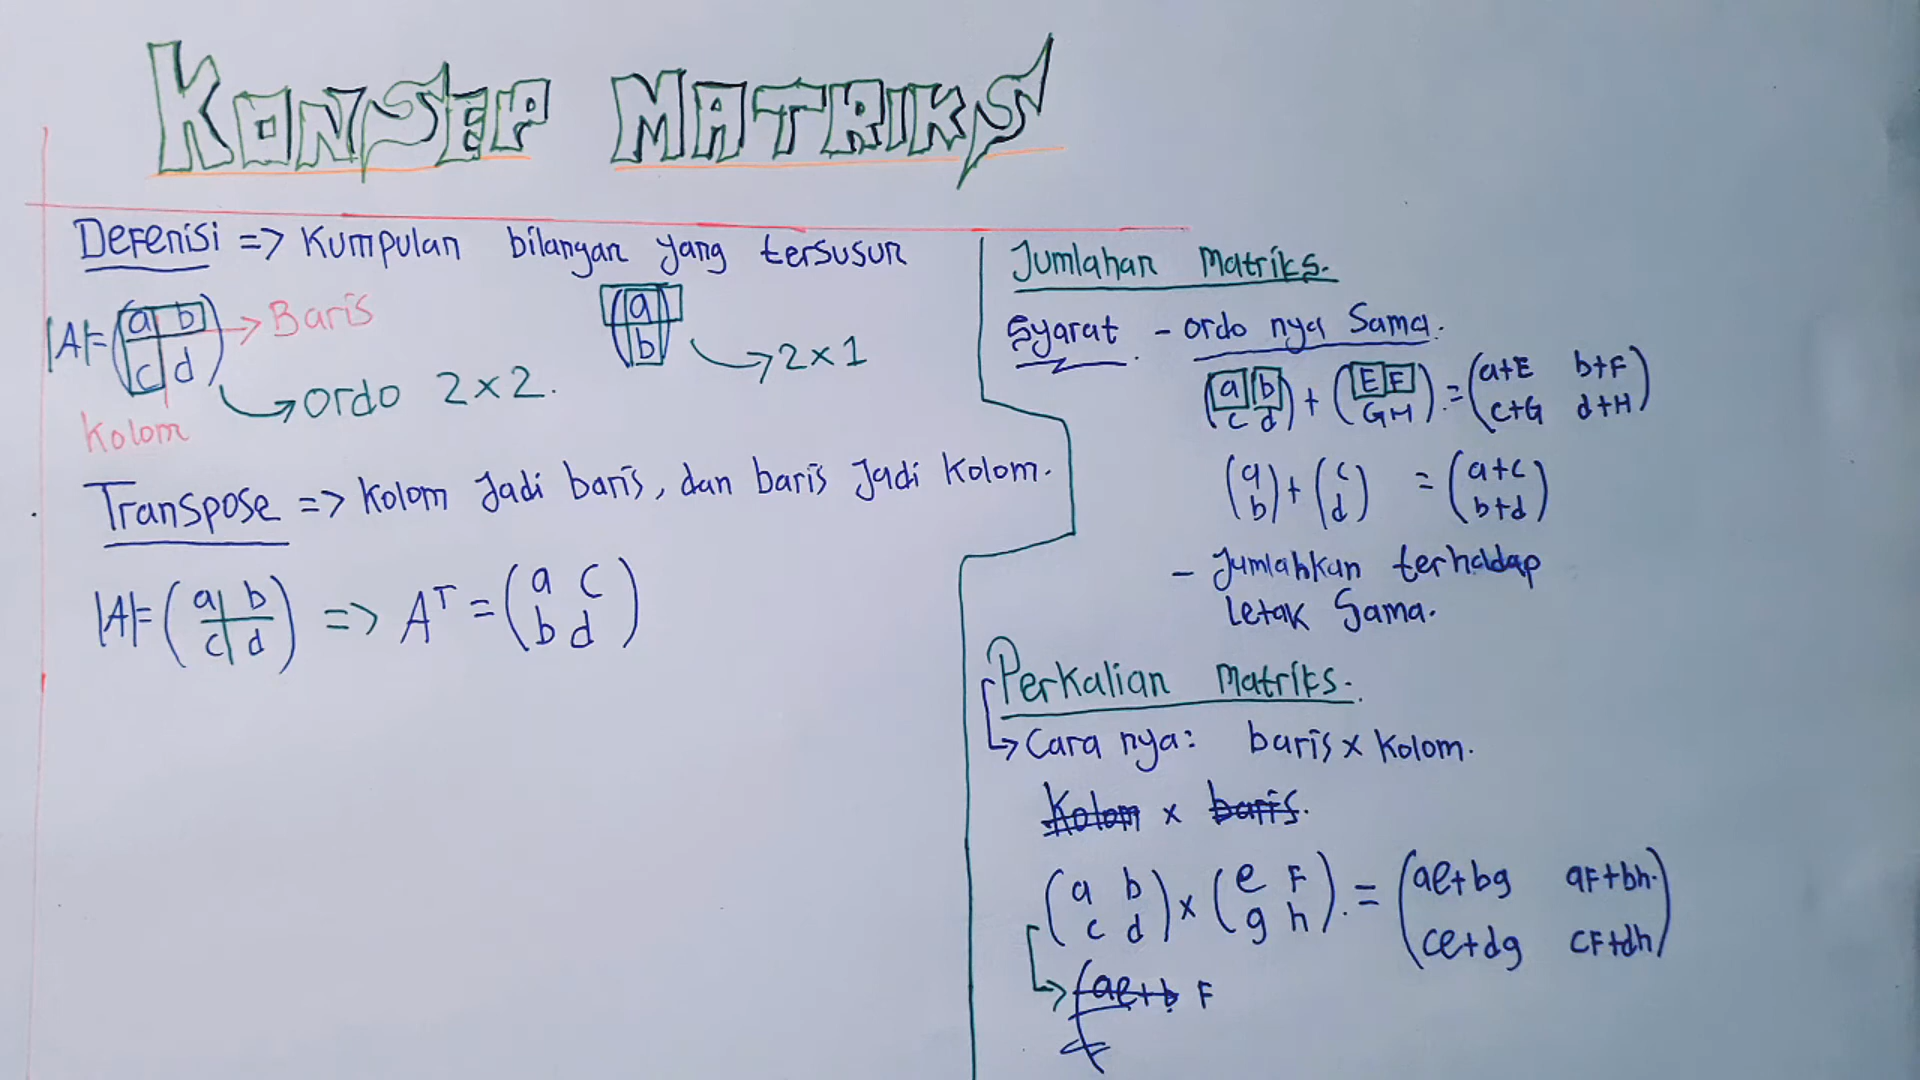 KONSEP MATRIKS
Defenisi => Kumpulan bilangan yang tersusun
|A|= (a b
c d) -> Baris
Kolom
ordo 2 x 2.
(a
b)
2 x 1
Transpose => Kolom Jadi baris, dan baris Jadi Kolom.
|A|= (a b
c d) => A^T = (a c
b d)
Jumlahan Matriks.
Syarat - ordo nya Sama.
(a b
c d) + (E F
G H). = (a+E b+F
c+G d+H)
(a
b) + (c
d) = (a+c
b+d)
- Jumlahkan terhadap
Letak Sama.
Perkalian Matriks.
Cara nya: baris x Kolom.
Kolom x baris.
(a b
c d) x (e F
g h). = (ae+bg aF+bh.
ce+dg cF+dh)
(ae+b F